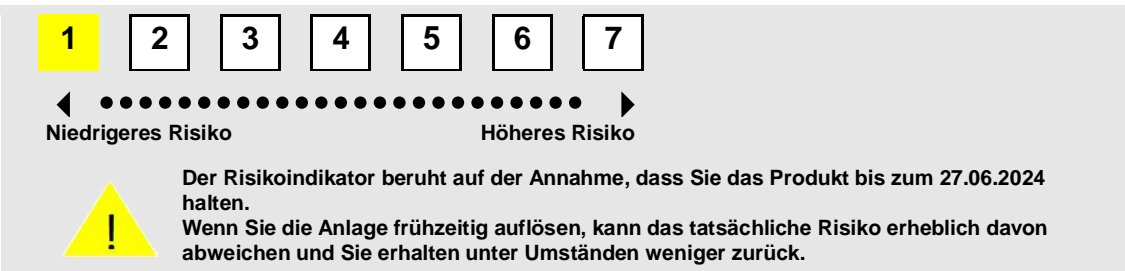 1 2 3 4 5 6 7
Niedrigeres Risiko Höheres Risiko
Der Risikoindikator beruht auf der Annahme, dass Sie das Produkt bis zum 27.06.2024
halten.
Wenn Sie die Anlage frühzeitig auflösen, kann das tatsächliche Risiko erheblich davon
abweichen und Sie erhalten unter Umständen weniger zurück.
!